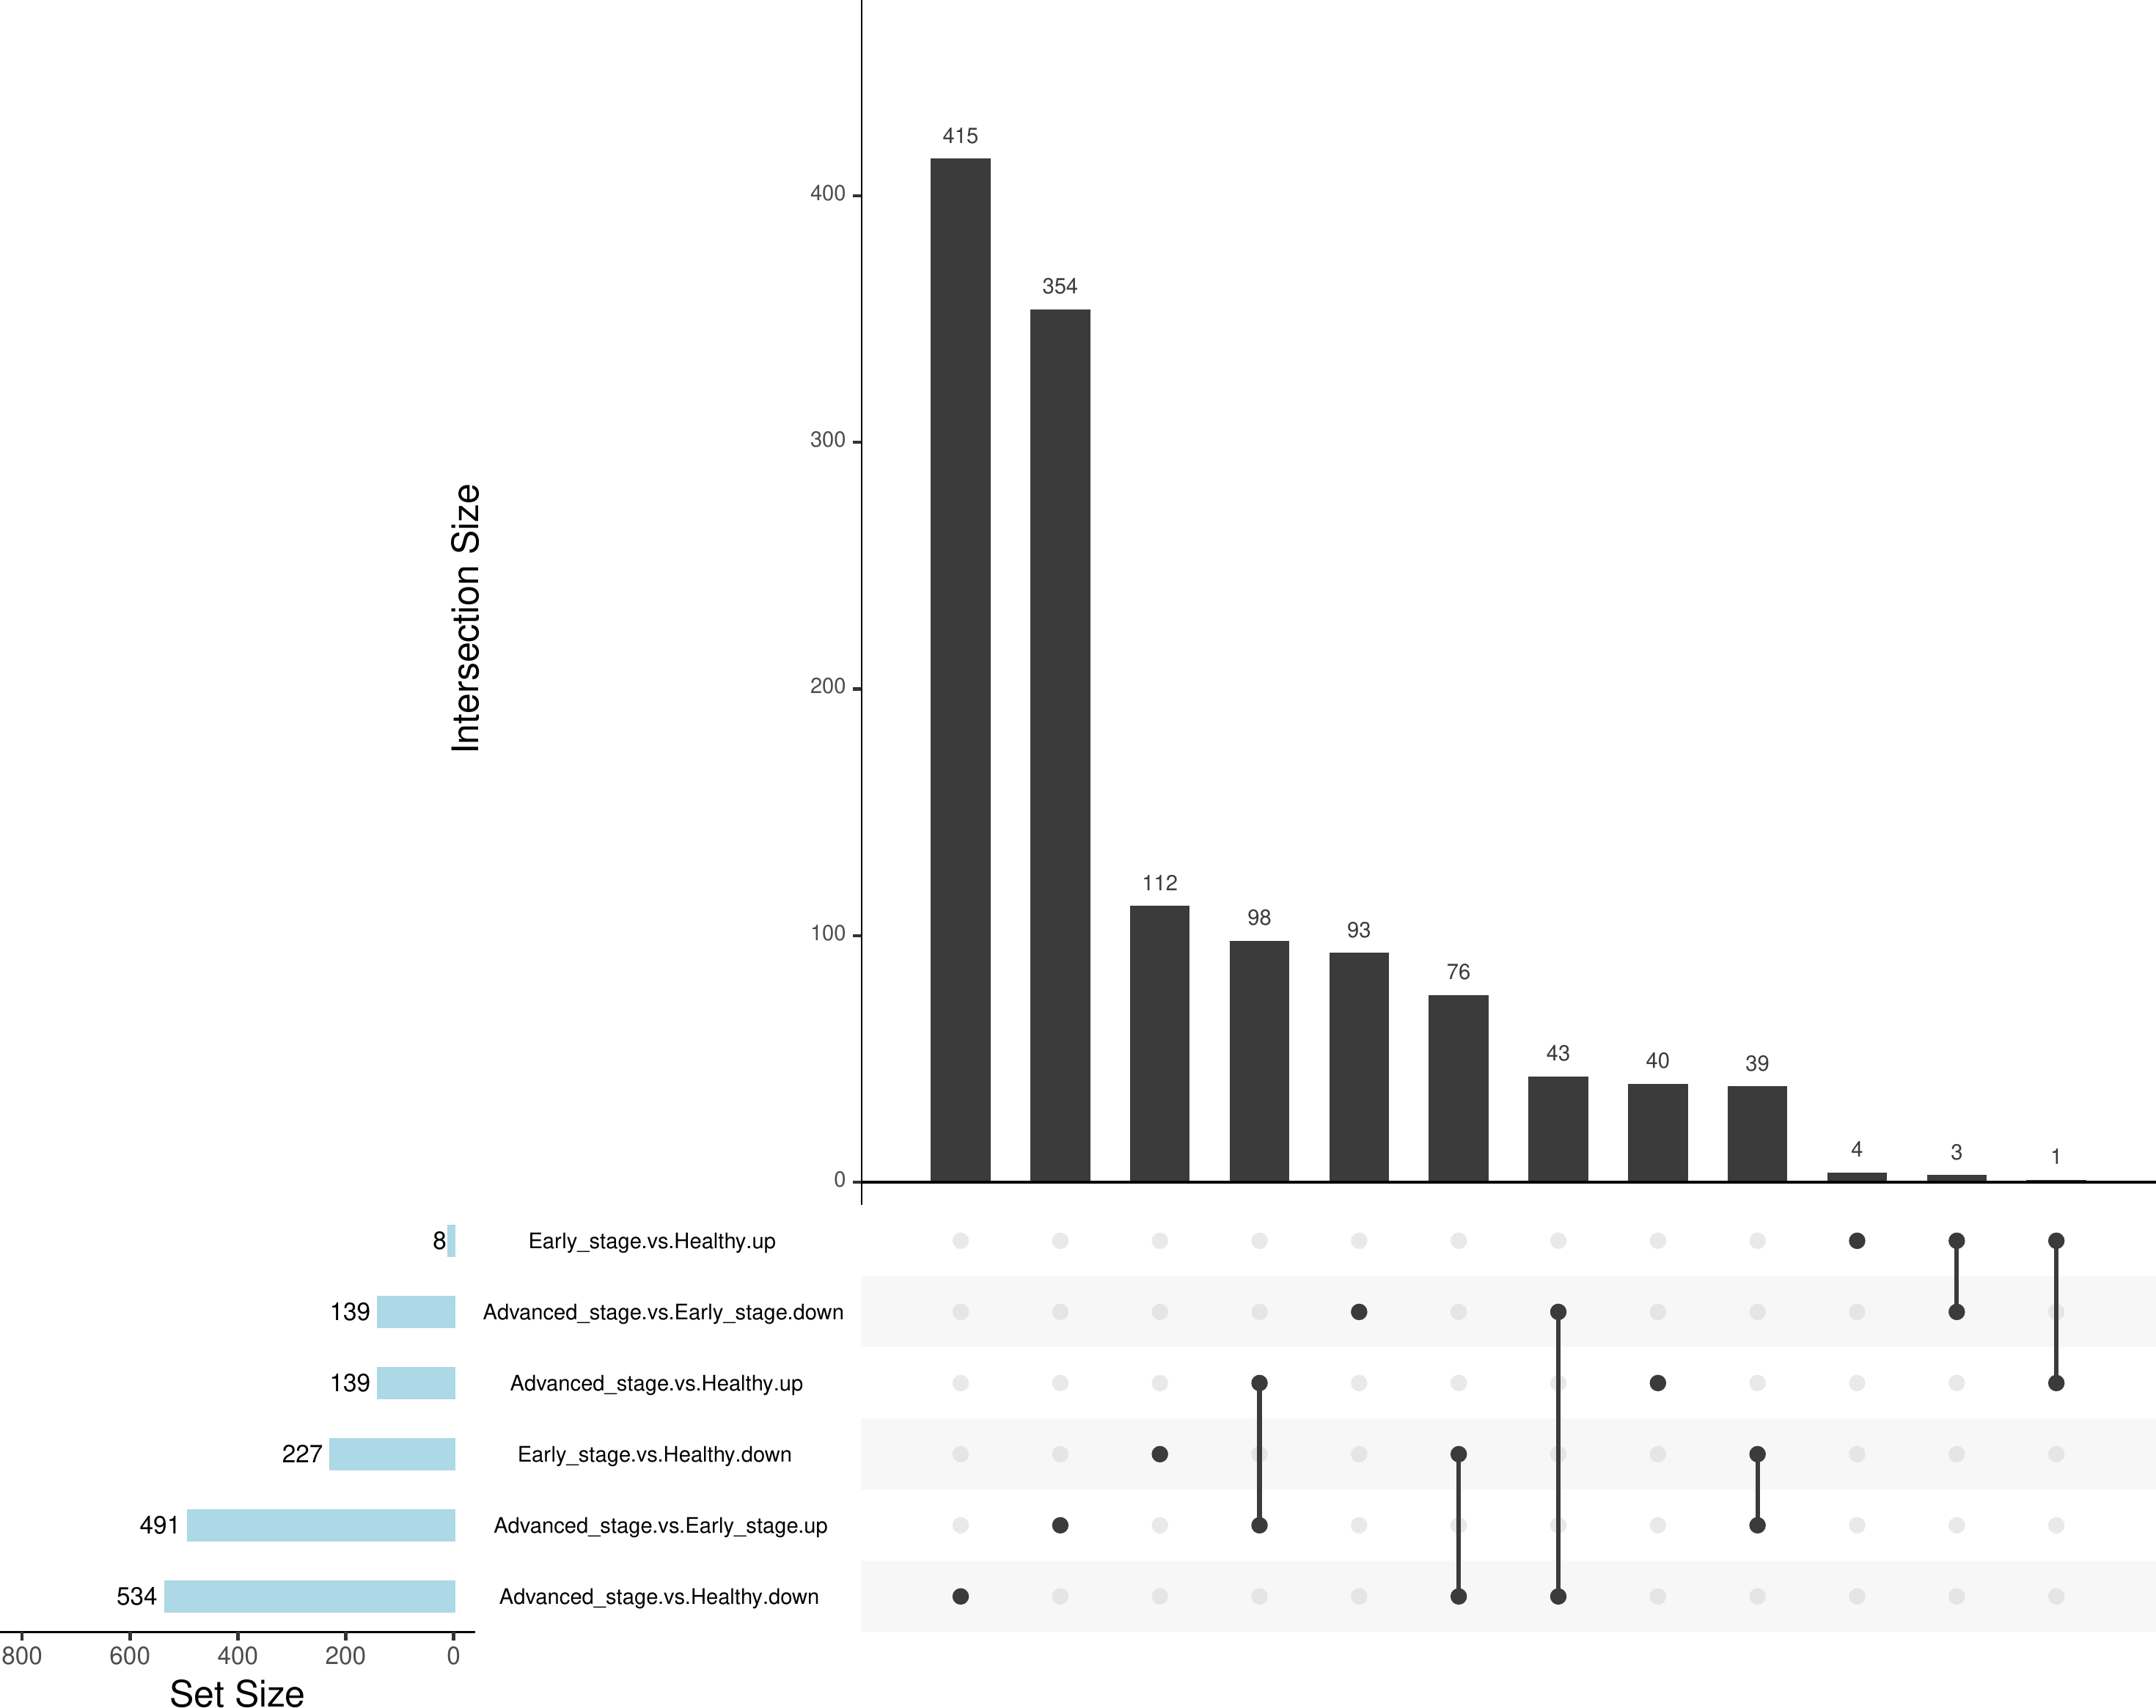 415
354
112
98
93
76
43
40
39
4
3
1
400
300
200
100
0
Intersection Size
8
Early_stage.vs.Healthy.up
139
Advanced_stage.vs.Early_stage.down
139
Advanced_stage.vs.Healthy.up
227
Early_stage.vs.Healthy.down
491
Advanced_stage.vs.Early_stage.up
534
Advanced_stage.vs.Healthy.down
800 600 400 200 0
Set Size